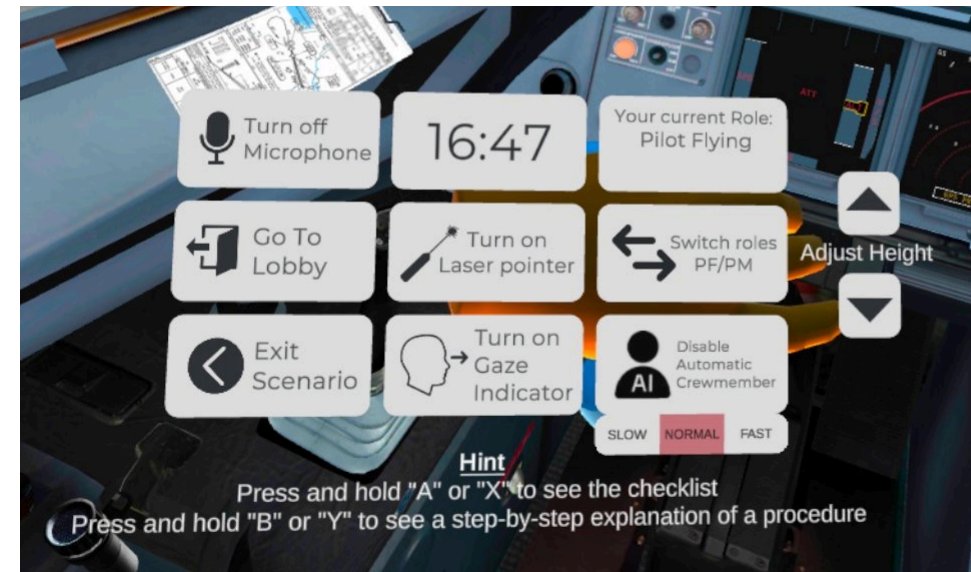 Turn off
Microphone
16:47
Your current Role:
Pilot Flying
Go To
Lobby
Turn on
Laser pointer
Switch roles
PF/PM
Adjust Height
Exit
Scenario
Turn on
Gaze
Indicator
AI
Disable
Automatic
Crewmember
SLOW NORMAL FAST
Hint
Press and hold "A" or "X" to see the checklist
Press and hold "B" or "Y" to see a step-by-step explanation of a procedure
ATT